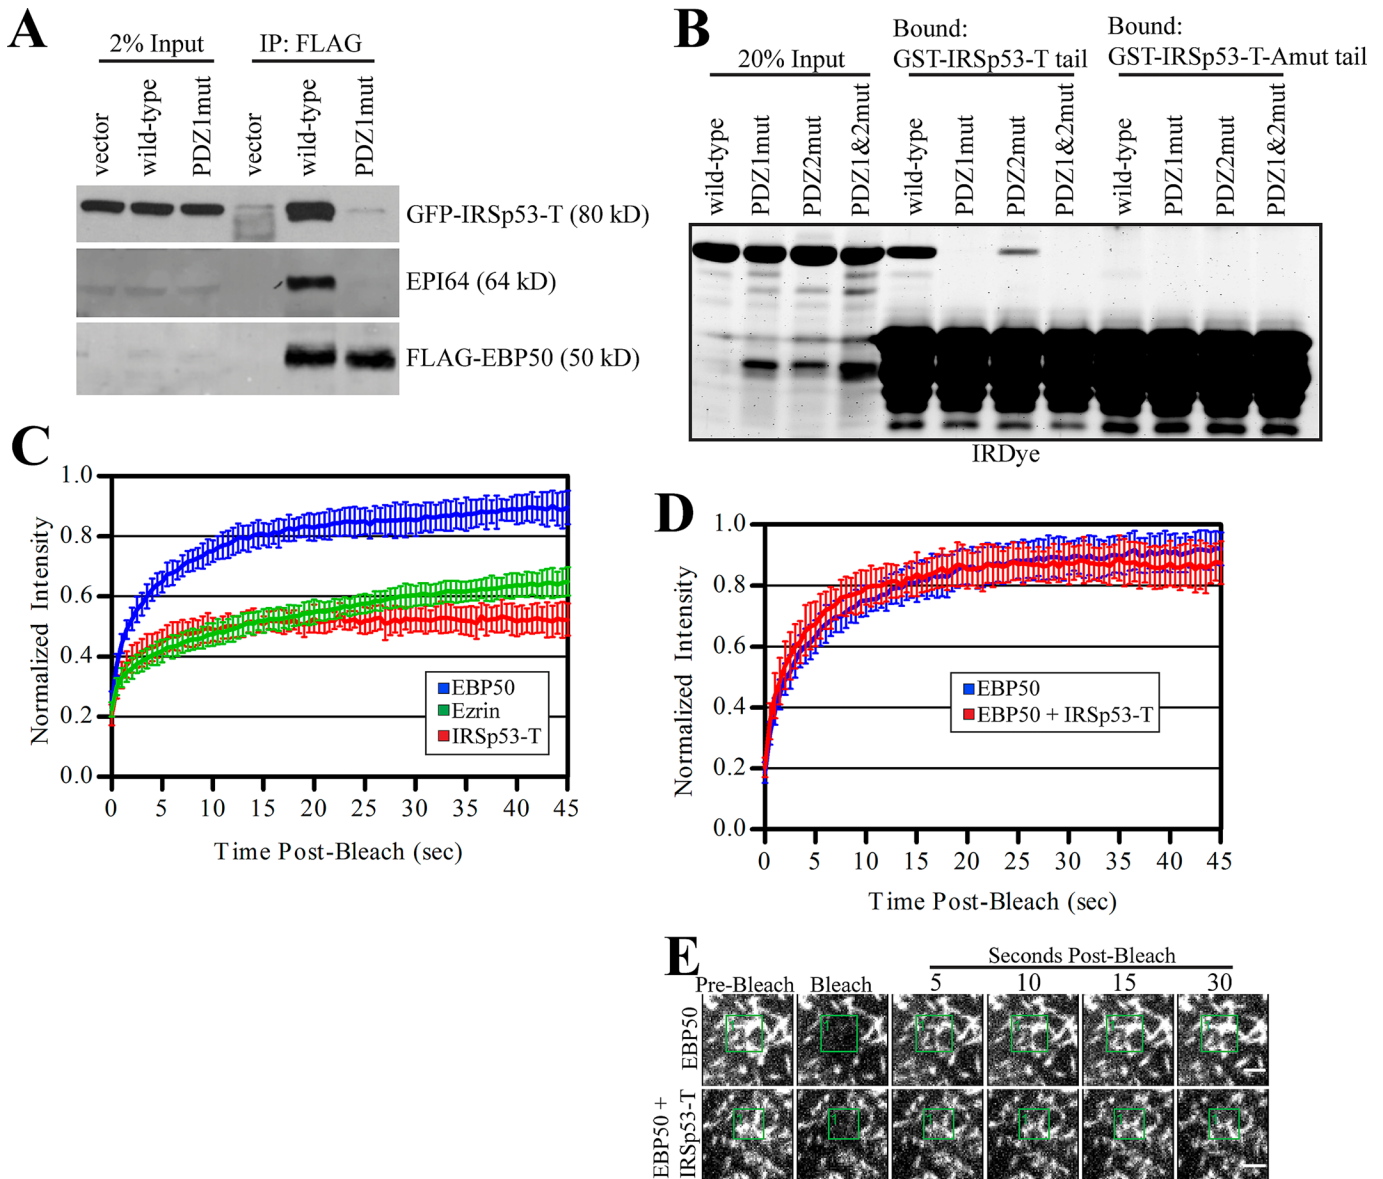 A
2% Input
IP: FLAG
vector
wild-type
PDZ1mut
vector
wild-type
PDZ1mut
GFP-IRSp53-T (80 kD)
EPI64 (64 kD)
FLAG-EBP50 (50 kD)
B
20% Input
Bound:
GST-IRSp53-T tail
Bound:
GST-IRSp53-T-Amut tail
wild-type
PDZ1mut
PDZ2mut
PDZ1&2mut
wild-type
PDZ1mut
PDZ2mut
PDZ1&2mut
wild-type
PDZ1mut
PDZ2mut
PDZ1&2mut
IRDye
C
Normalized Intensity
1.0
0.8
0.6
0.4
0.2
0.0
EBP50
Ezrin
IRSp53-T
0 5 10 15 20 25 30 35 40 45
Time Post-Bleach (sec)
D
Normalized Intensity
1.0
0.8
0.6
0.4
0.2
0.0
EBP50
EBP50 + IRSp53-T
0 5 10 15 20 25 30 35 40 45
Time Post-Bleach (sec)
E
Seconds Post-Bleach
Pre-Bleach Bleach 5 10 15 30
EBP50
EBP50 +
IRSp53-T